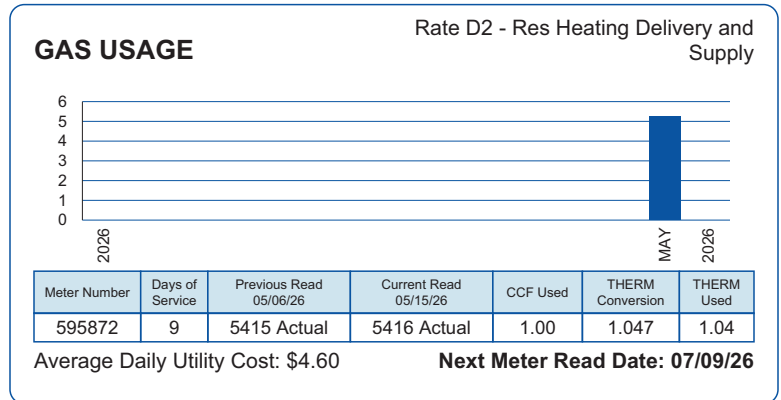 GAS USAGE
Rate D2 - Res Heating Delivery and
Supply
6
5
4
3
2
1
0
2026
MAY
2026
Meter Number
Days of
Service
Previous Read
05/06/26
Current Read
05/15/26
CCF Used
THERM
Conversion
THERM
Used
595872
9
5415 Actual
5416 Actual
1.00
1.047
1.04
Average Daily Utility Cost: $4.60
Next Meter Read Date: 07/09/26